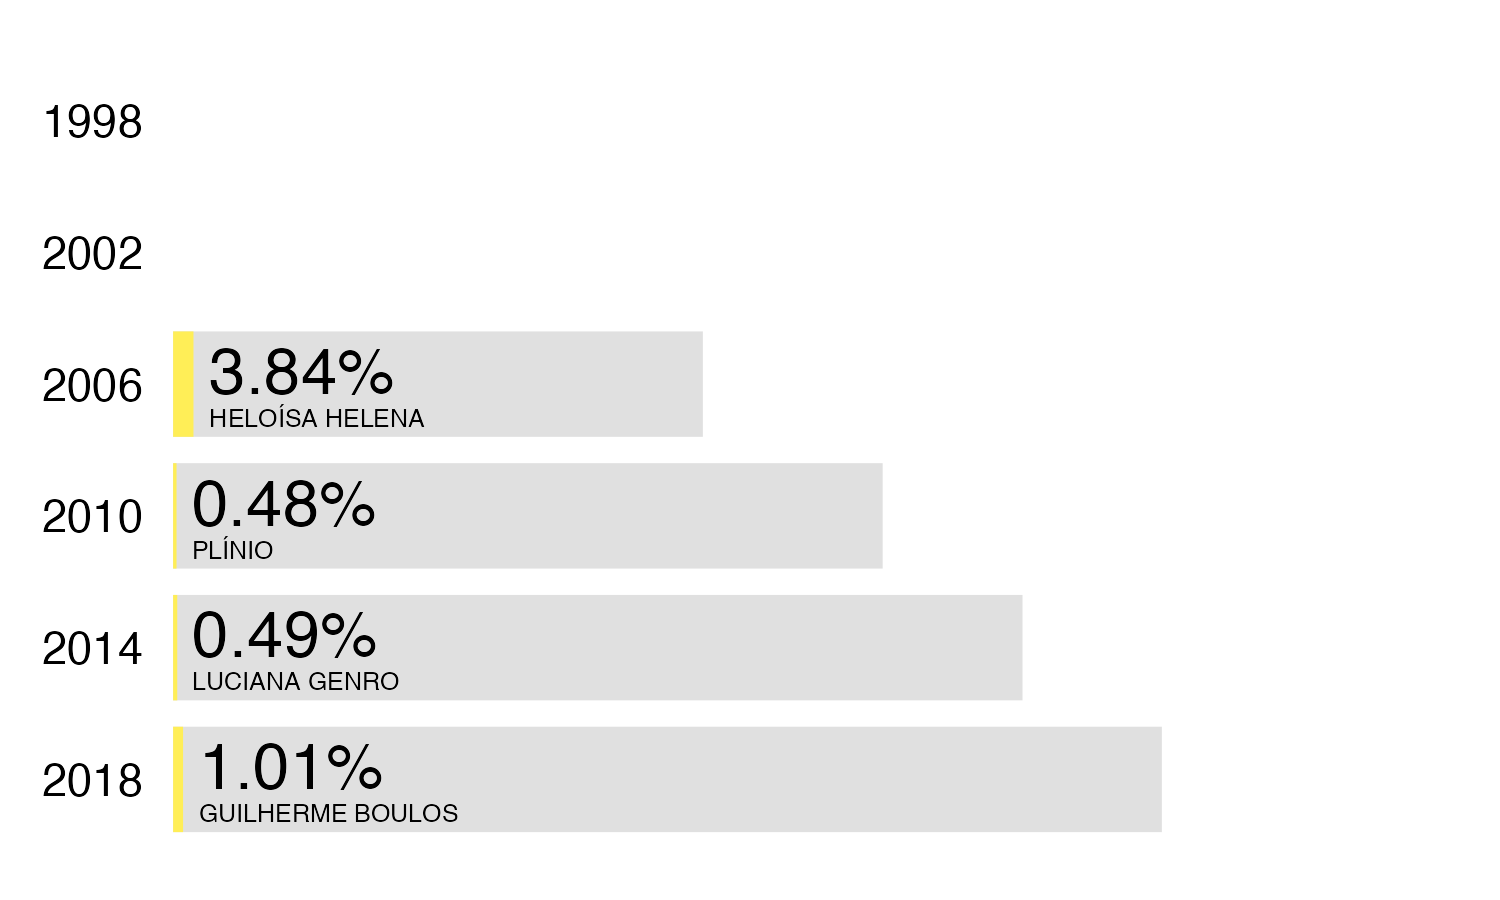 1998
2002
2006
3.84%
HELOÍSA HELENA
2010
0.48%
PLÍNIO
2014
0.49%
LUCIANA GENRO
2018
1.01%
GUILHERME BOULOS